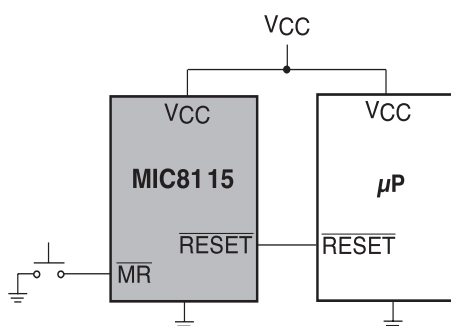 VCC
VCC VCC
MIC8115 µP
RESET RESET
MR